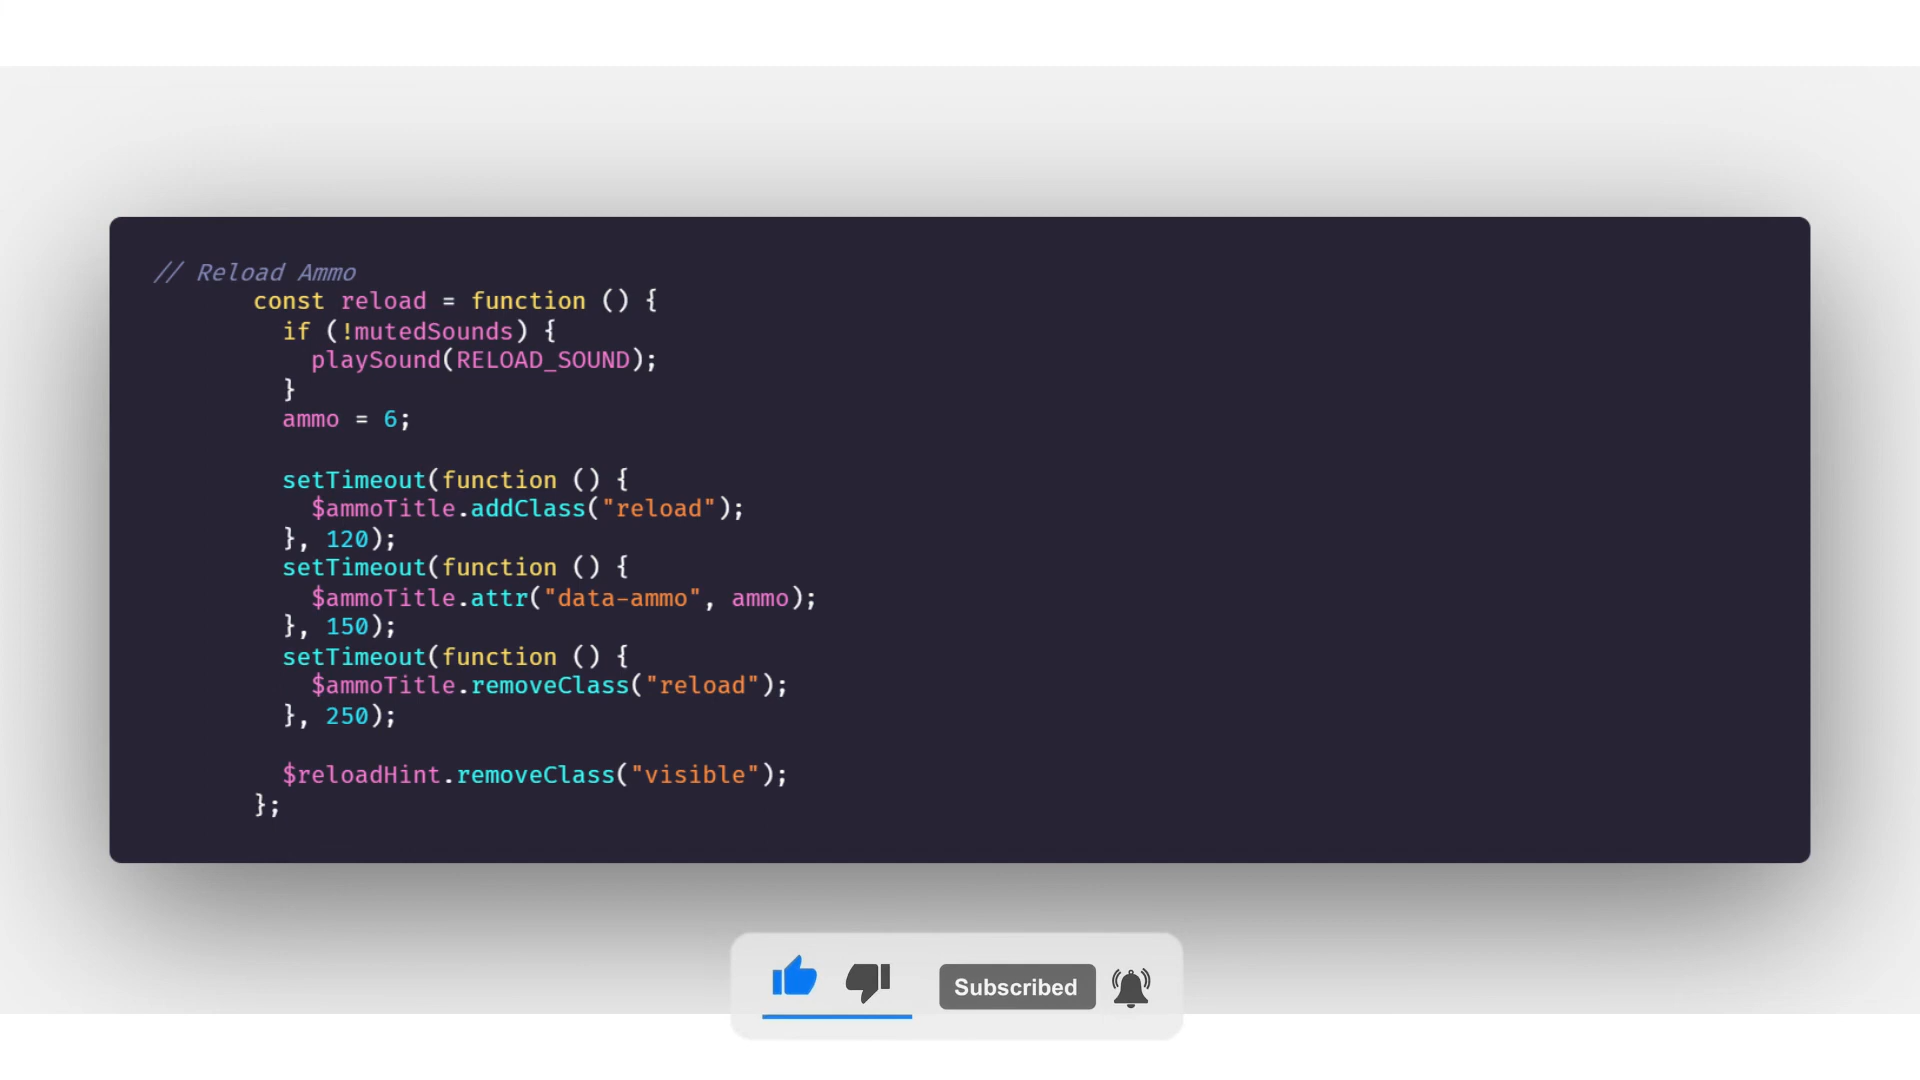 // Reload Ammo
const reload = function () {
if (!mutedSounds) {
playSound(RELOAD_SOUND);
}
ammo = 6;
setTimeout(function () {
$ammoTitle.addClass("reload");
}, 120);
setTimeout(function () {
$ammoTitle.attr("data-ammo", ammo);
}, 150);
setTimeout(function () {
$ammoTitle.removeClass("reload");
}, 250);
$reloadHint.removeClass("visible");
};
Subscribed